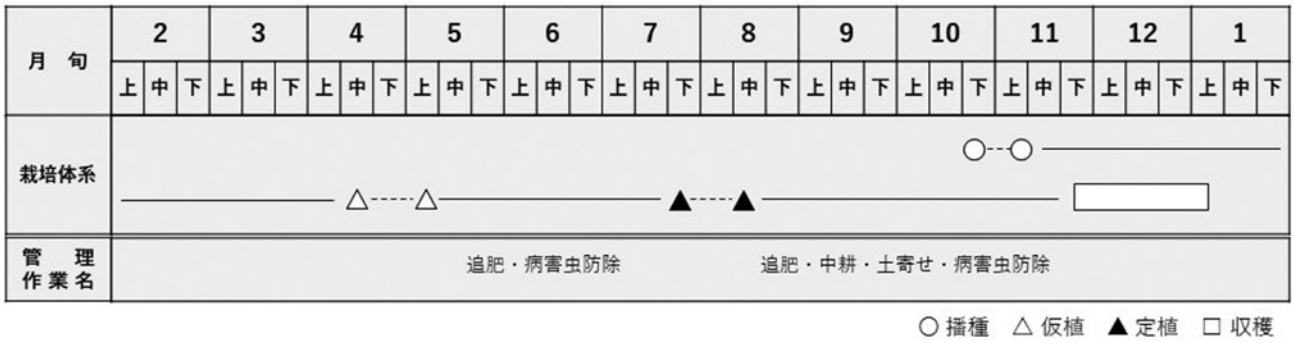 月 旬 2 3 4 5 6 7 8 9 10 11 12 1
上 中 下 上 中 下 上 中 下 上 中 下 上 中 下 上 中 下 上 中 下 上 中 下 上 中 下 上 中 下 上 中 下 上 中 下
栽培体系
管 理
作業名
追肥・病害虫防除 追肥・中耕・土寄せ・病害虫防除
○ 播種 △ 仮植 ▲ 定植 □ 収穫